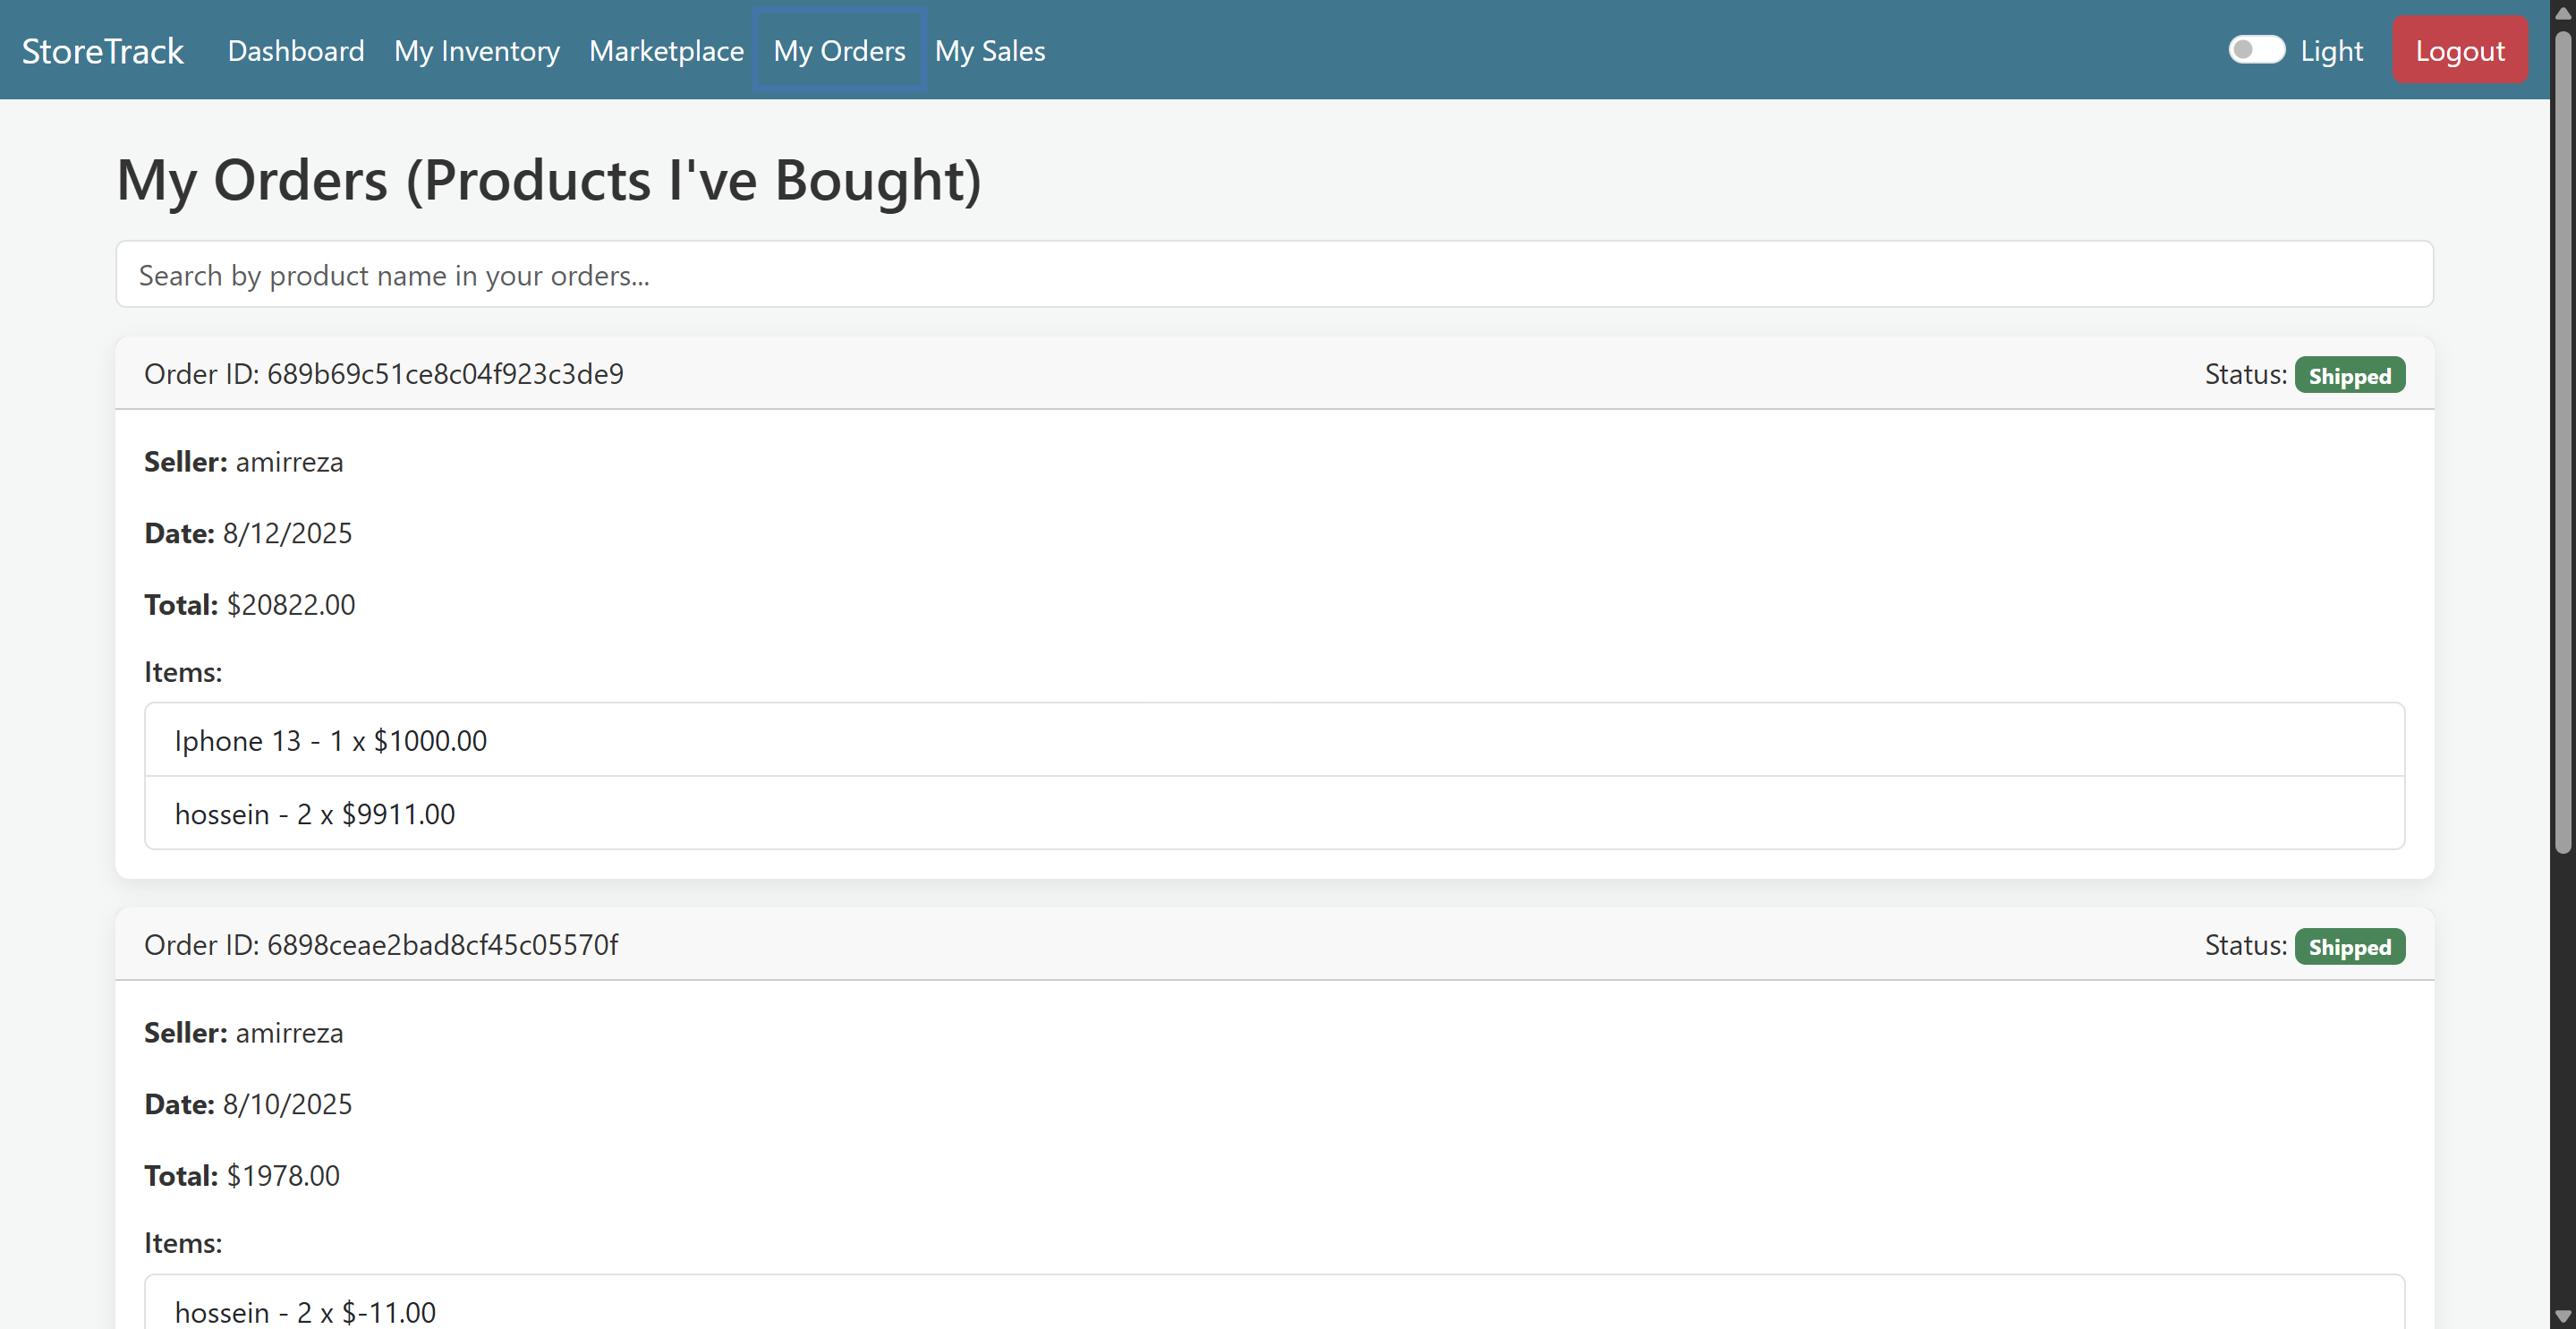 StoreTrack Dashboard My Inventory Marketplace My Orders My Sales Light Logout
My Orders (Products I've Bought)
Search by product name in your orders...
Order ID: 689b69c51ce8c04f923c3de9 Status: Shipped
Seller: amirreza
Date: 8/12/2025
Total: $20822.00
Items:
Iphone 13 - 1 x $1000.00
hossein - 2 x $9911.00
Order ID: 6898ceae2bad8cf45c05570f Status: Shipped
Seller: amirreza
Date: 8/10/2025
Total: $1978.00
Items:
hossein - 2 x $-11.00